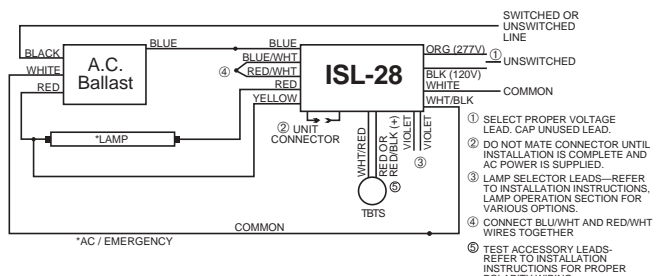 SWITCHED OR
UNSWITCHED
LINE
BLACK
WHITE
RED
A.C.
Ballast
BLUE
BLUE
BLUE/WHT
④ RED/WHT
RED
YELLOW
ISL-28
ORG (277V)
① UNSWITCHED
BLK (120V)
WHITE
COMMON
WHT/BLK
*LAMP
② UNIT
CONNECTOR
WHT/RED
RED OR
RED/BLK (+)
VIOLET
VIOLET
③
⑤
TBTS
COMMON
*AC / EMERGENCY
① SELECT PROPER VOLTAGE
LEAD. CAP UNUSED LEAD.
② DO NOT MATE CONNECTOR UNTIL
INSTALLATION IS COMPLETE AND
AC POWER IS SUPPLIED.
③ LAMP SELECTOR LEADS—REFER
TO INSTALLATION INSTRUCTIONS,
LAMP OPERATION SECTION FOR
VARIOUS OPTIONS.
④ CONNECT BLU/WHT AND RED/WHT
WIRES TOGETHER
⑤ TEST ACCESSORY LEADS-
REFER TO INSTALLATION
INSTRUCTIONS FOR PROPER